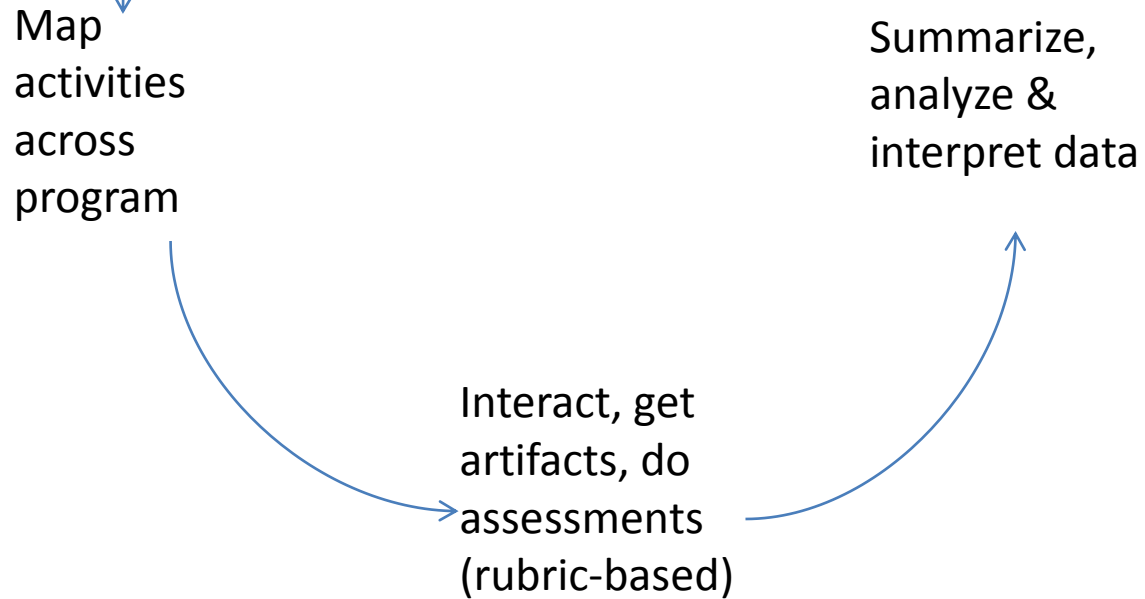 Map
activities
across
program
Summarize,
analyze &
interpret data
Interact, get
artifacts, do
assessments
(rubric-based)